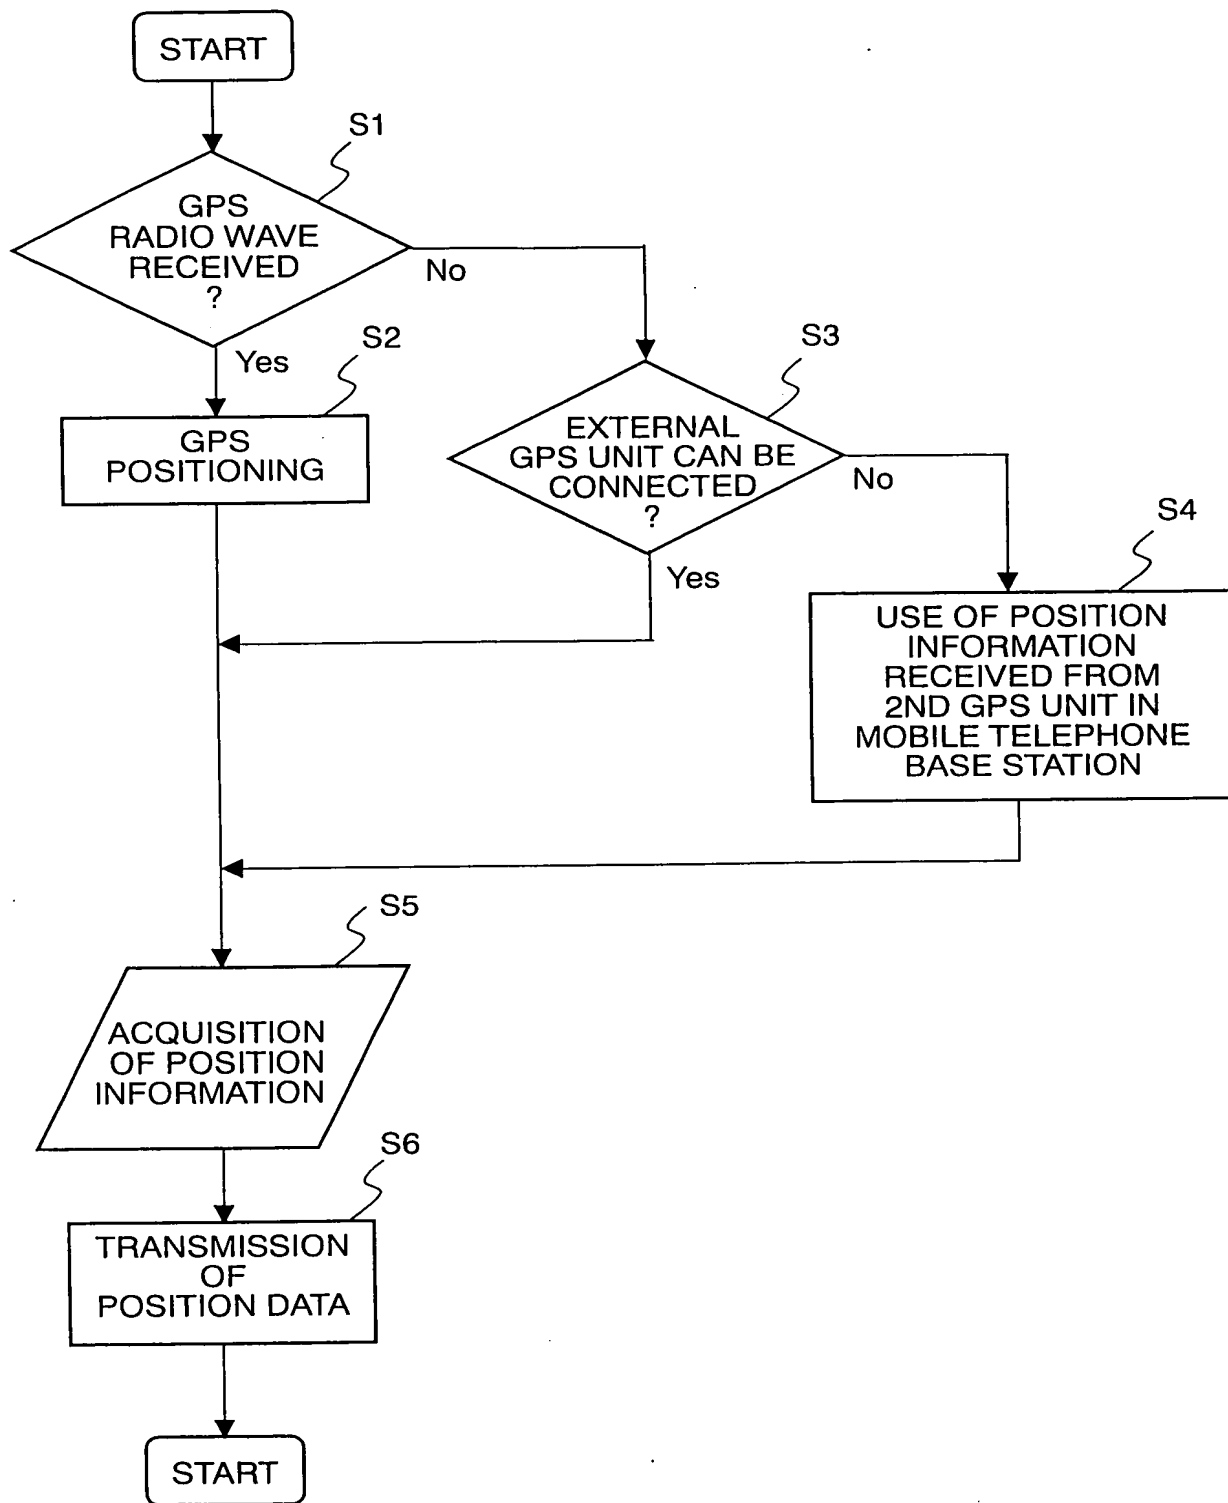 START
S1
GPS
RADIO WAVE
RECEIVED
?
No
Yes
S2
GPS
POSITIONING
S3
EXTERNAL
GPS UNIT CAN BE
CONNECTED
?
No
Yes
S4
USE OF POSITION
INFORMATION
RECEIVED FROM
2ND GPS UNIT IN
MOBILE TELEPHONE
BASE STATION
S5
ACQUISITION
OF POSITION
INFORMATION
S6
TRANSMISSION
OF
POSITION DATA
START